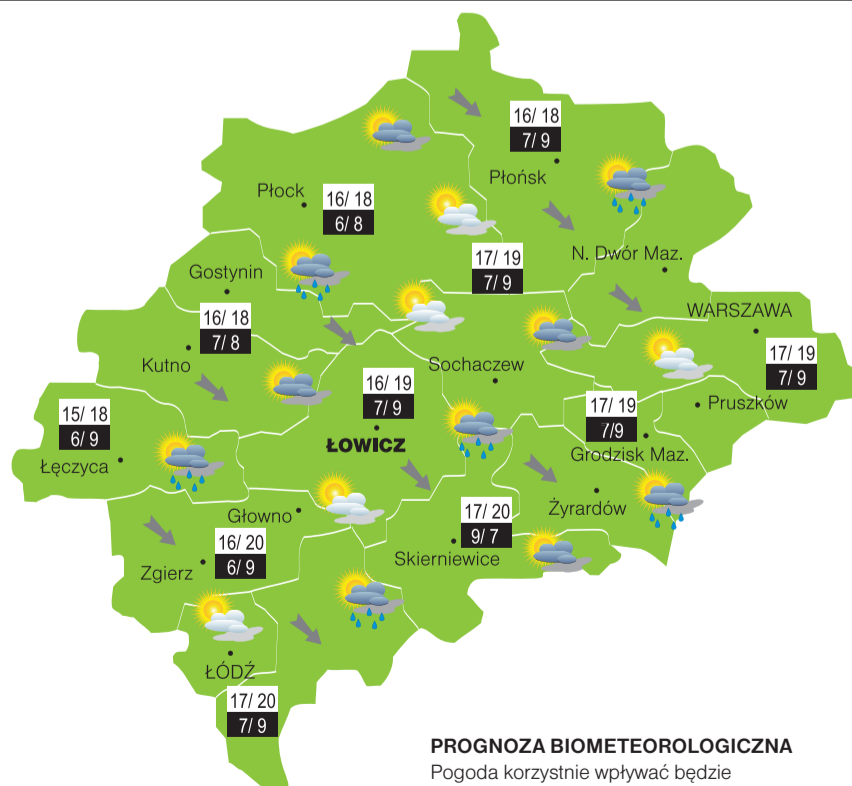 16/ 18
7/ 9
Płońsk
Płock
16/ 18
6/ 8
N. Dwór Maz.
17/ 19
7/ 9
Gostynin
WARSZAWA
16/ 18
7/ 8
Kutno
17/ 19
7/ 9
Sochaczew
16/ 19
7/ 9
ŁOWICZ
17/ 19
7/9
Pruszków
Grodzisk Maz.
15/ 18
6/ 9
Łęczyca
Żyrardów
Głowno
17/ 20
9/ 7
Skierniewice
16/ 20
6/ 9
Zgierz
ŁÓDŹ
17/ 20
7/ 9
PROGNOZA BIOMETEOROLOGICZNA
Pogoda korzystnie wpływać będzie